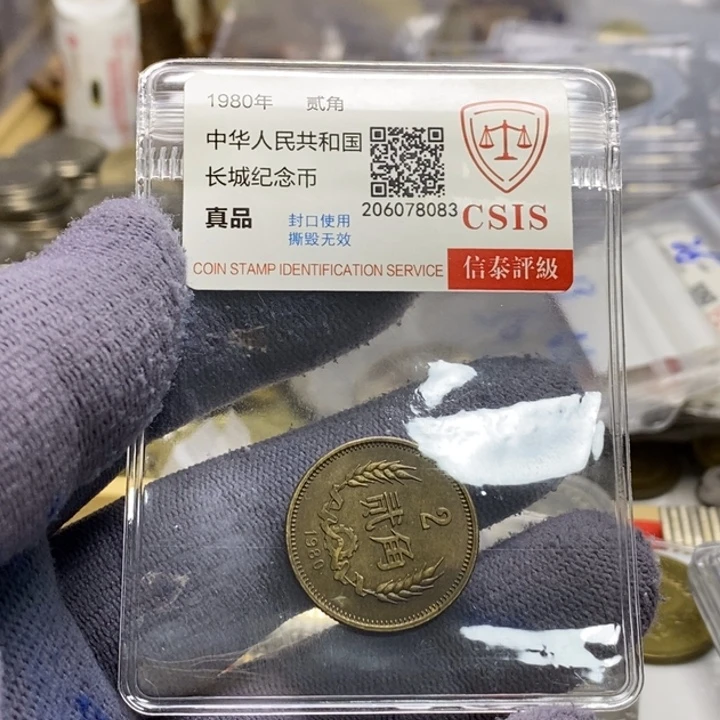 1980年 贰角
中华人民共和国
长城纪念币
206078083
真品
封口使用
撕毁无效
CSIS
COIN STAMP IDENTIFICATION SERVICE
信泰評級
2
贰角
1980